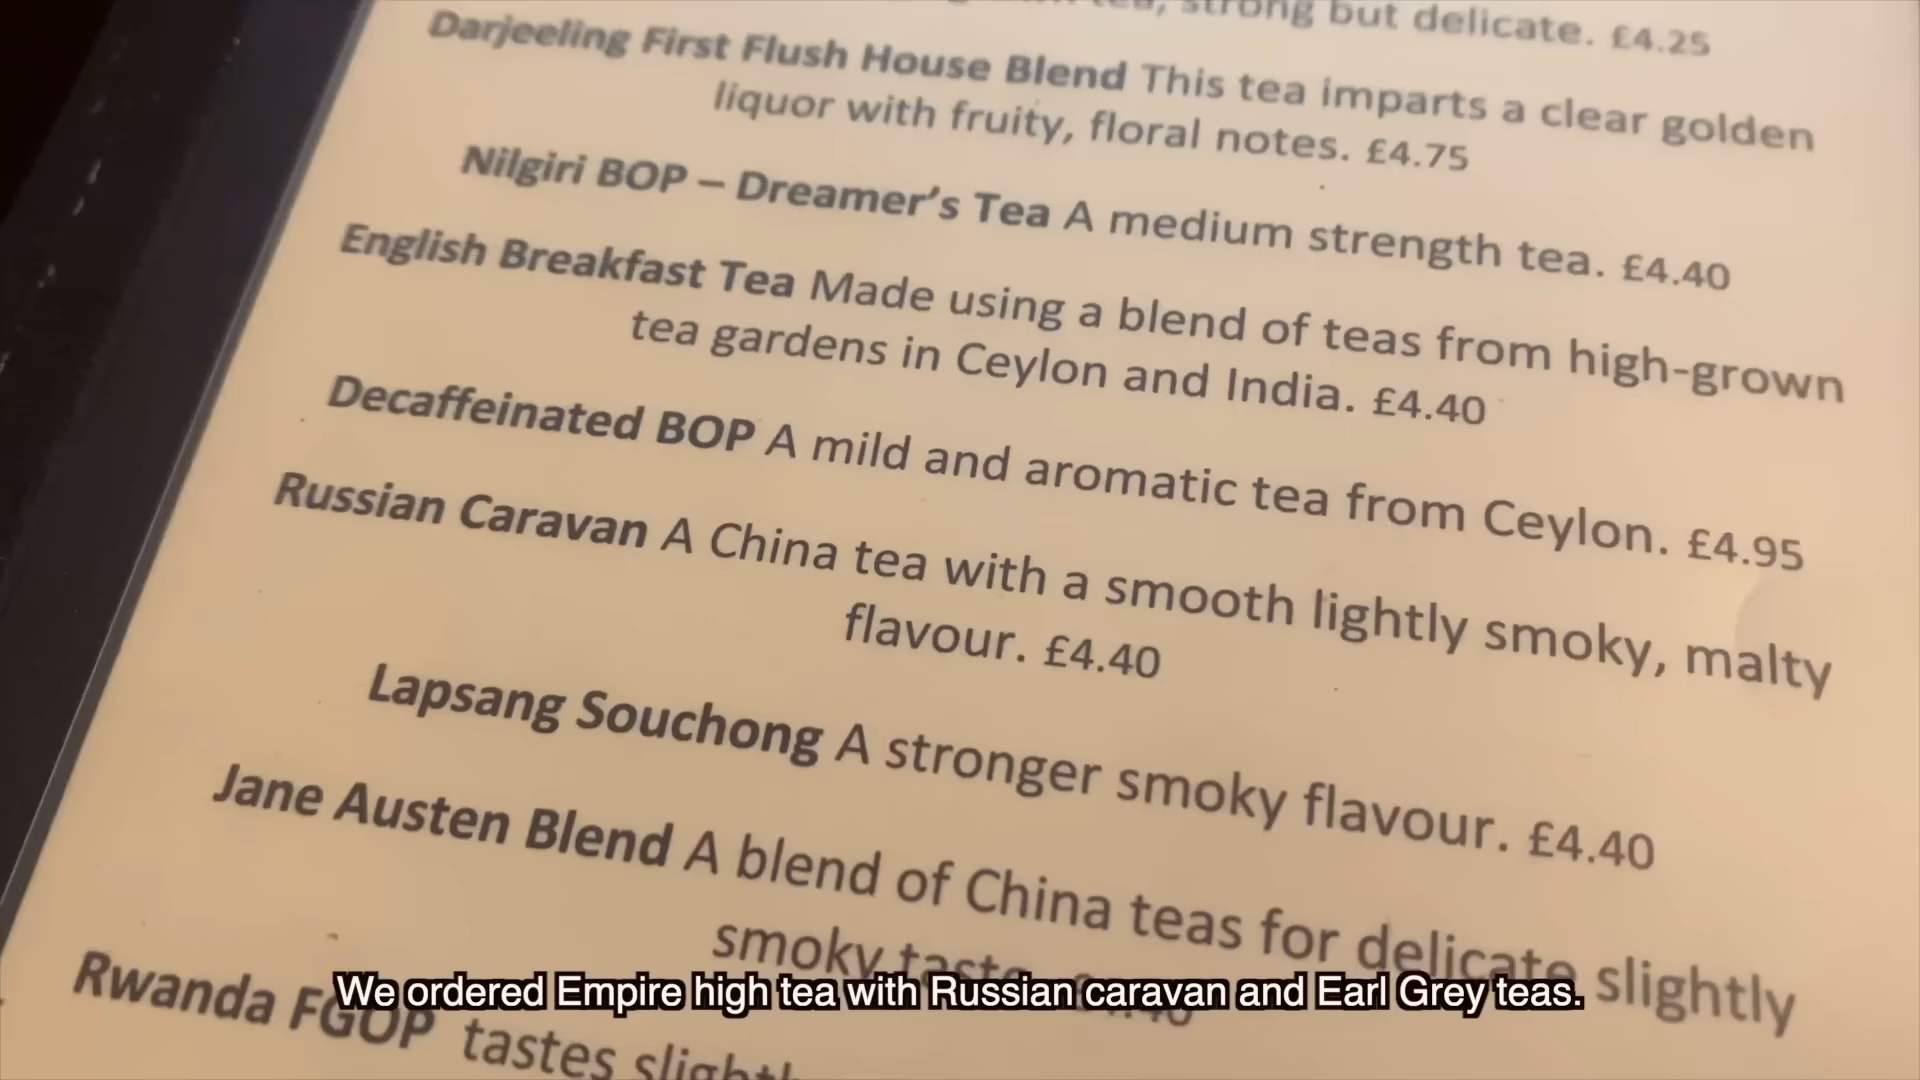 strong but delicate. £4.25
Darjeeling First Flush House Blend This tea imparts a clear golden
liquor with fruity, floral notes. £4.75
Nilgiri BOP – Dreamer's Tea A medium strength tea. £4.40
English Breakfast Tea Made using a blend of teas from high-grown
tea gardens in Ceylon and India. £4.40
Decaffeinated BOP A mild and aromatic tea from Ceylon. £4.95
Russian Caravan A China tea with a smooth lightly smoky, malty
flavour. £4.40
Lapsang Souchong A stronger smoky flavour. £4.40
Jane Austen Blend A blend of China teas for delicate slightly
smoky taste.
Rwanda FGOP tastes
We ordered Empire high tea with Russian caravan and Earl Grey teas.